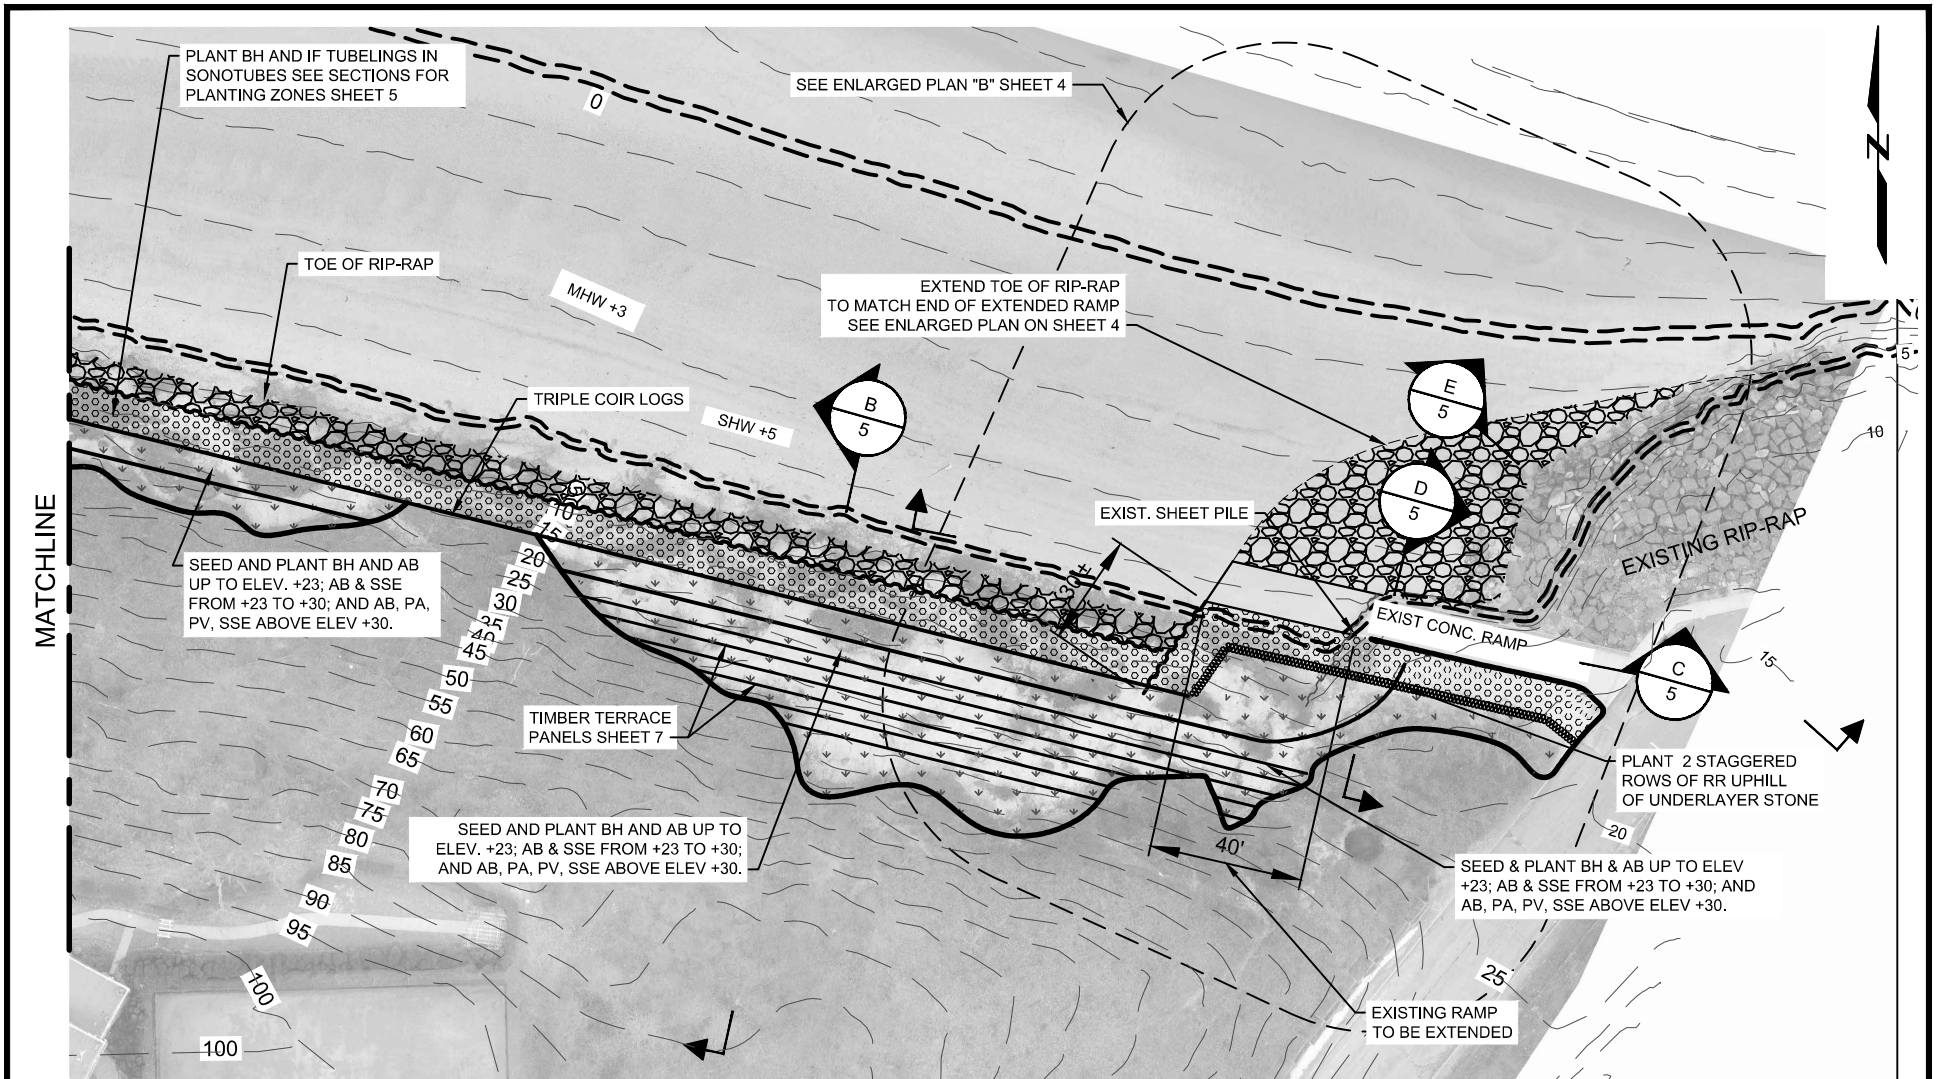 PLANT BH AND IF TUBELINGS IN
SONOTUBES SEE SECTIONS FOR
PLANTING ZONES SHEET 5
SEE ENLARGED PLAN "B" SHEET 4
0
N
TOE OF RIP-RAP
MHW +3
EXTEND TOE OF RIP-RAP
TO MATCH END OF EXTENDED RAMP
SEE ENLARGED PLAN ON SHEET 4
5
TRIPLE COIR LOGS
SHW +5
B
5
E
5
10
D
5
EXIST. SHEET PILE
EXISTING RIP-RAP
MATCHLINE
SEED AND PLANT BH AND AB
UP TO ELEV. +23; AB & SSE
FROM +23 TO +30; AND AB, PA,
PV, SSE ABOVE ELEV +30.
5
10
15
20
25
30
35
40
45
50
55
60
65
70
75
80
85
90
95
100
100
EXIST CONC. RAMP
C
5
15
TIMBER TERRACE
PANELS SHEET 7
PLANT 2 STAGGERED
ROWS OF RR UPHILL
OF UNDERLAYER STONE
20
SEED AND PLANT BH AND AB UP TO
ELEV. +23; AB & SSE FROM +23 TO +30;
AND AB, PA, PV, SSE ABOVE ELEV +30.
40'
SEED & PLANT BH & AB UP TO ELEV
+23; AB & SSE FROM +23 TO +30; AND
AB, PA, PV, SSE ABOVE ELEV +30.
25
EXISTING RAMP
TO BE EXTENDED